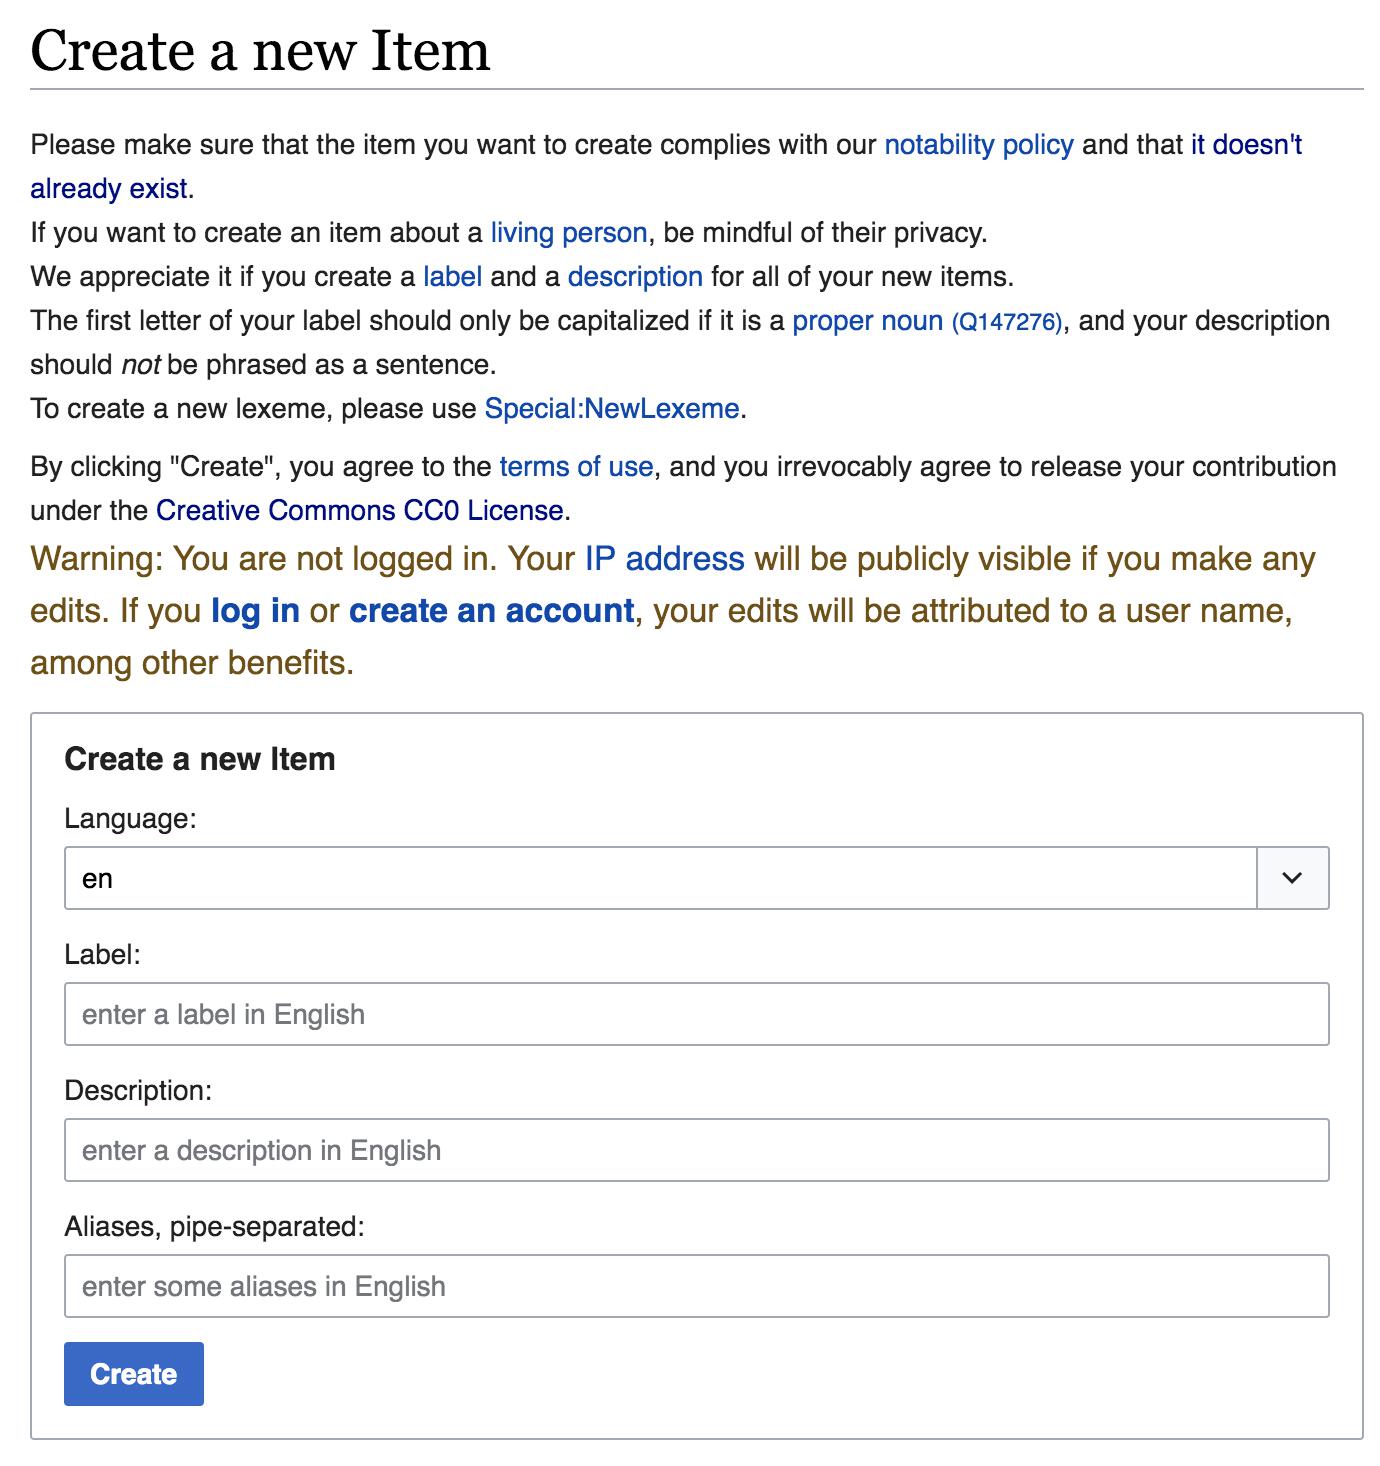 Create a new Item
Please make sure that the item you want to create complies with our notability policy and that it doesn't
already exist.
If you want to create an item about a living person, be mindful of their privacy.
We appreciate it if you create a label and a description for all of your new items.
The first letter of your label should only be capitalized if it is a proper noun (Q147276), and your description
should not be phrased as a sentence.
To create a new lexeme, please use Special:NewLexeme.
By clicking "Create", you agree to the terms of use, and you irrevocably agree to release your contribution
under the Creative Commons CC0 License.
Warning: You are not logged in. Your IP address will be publicly visible if you make any
edits. If you log in or create an account, your edits will be attributed to a user name,
among other benefits.
Create a new Item
Language:
en
Label:
enter a label in English
Description:
enter a description in English
Aliases, pipe-separated:
enter some aliases in English
Create